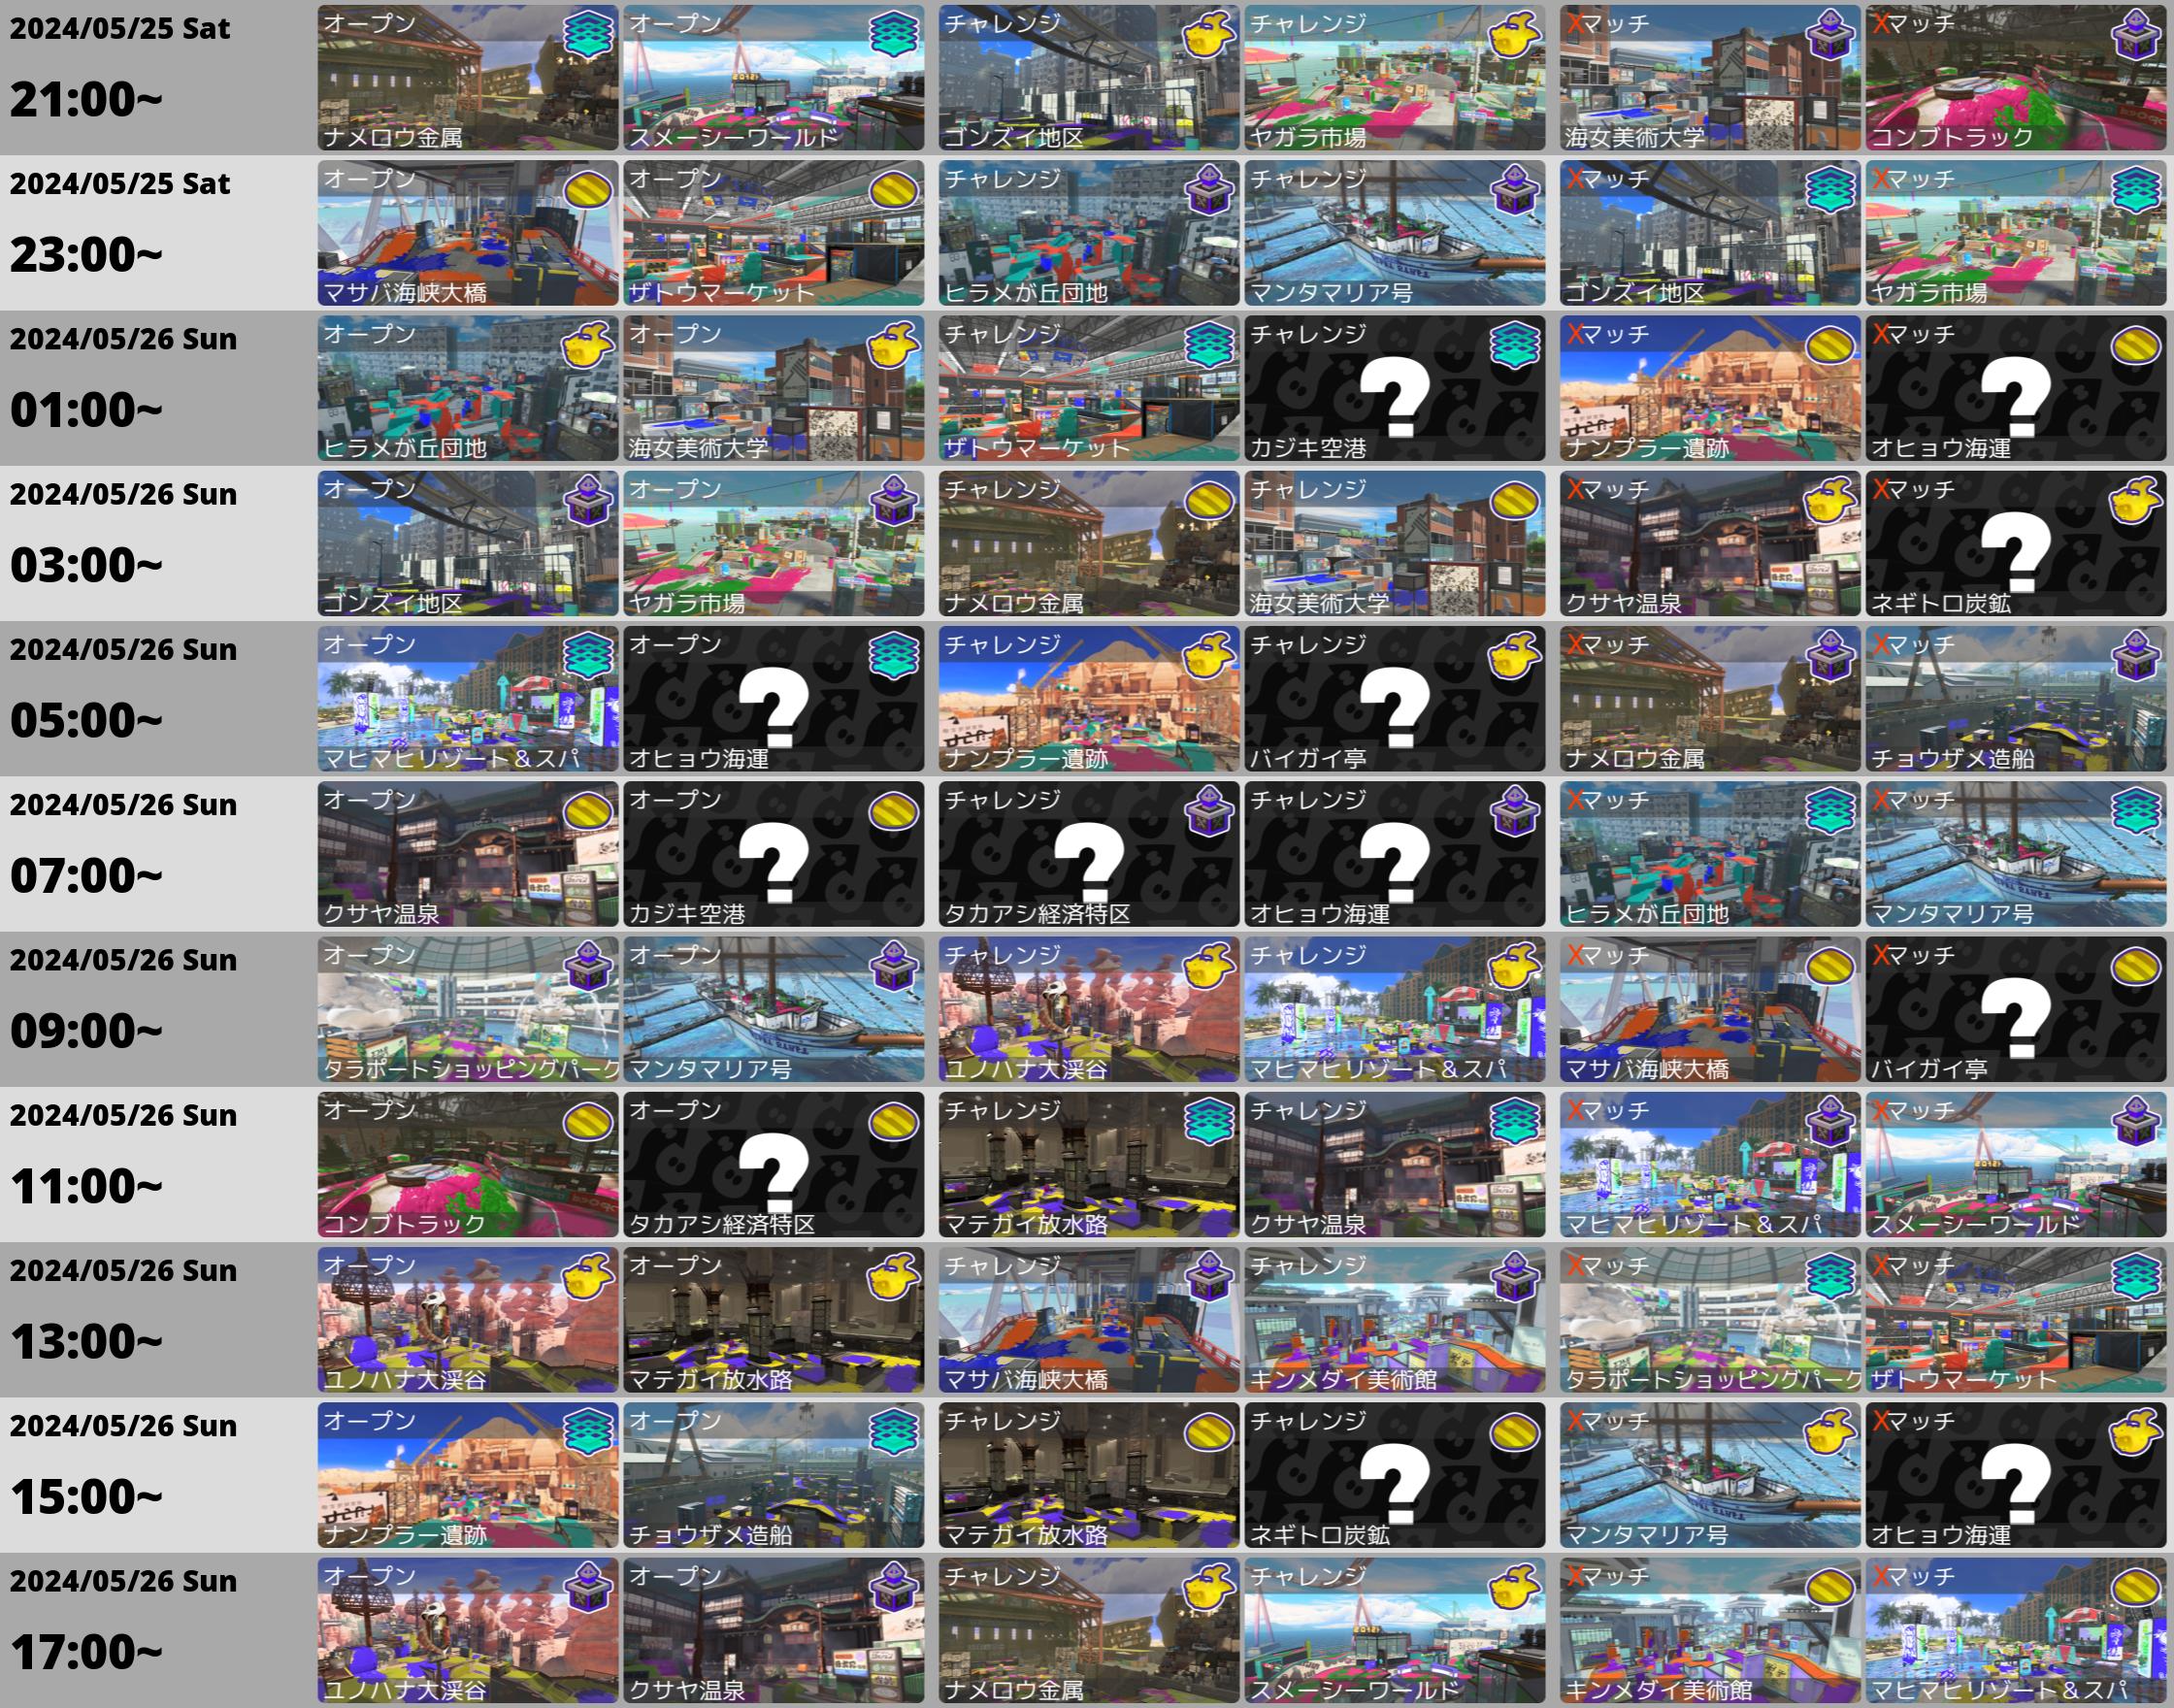 2024/05/25 Sat
21:00~
オープン
ナメロウ金属
オープン
スメーシーワールド
チャレンジ
ゴンズイ地区
チャレンジ
ヤガラ市場
Xマッチ
海女美術大学
Xマッチ
コンブトラック
2024/05/25 Sat
23:00~
オープン
マサバ海峡大橋
オープン
ザトウマーケット
チャレンジ
ヒラメが丘団地
チャレンジ
マンタマリア号
Xマッチ
ゴンズイ地区
Xマッチ
ヤガラ市場
2024/05/26 Sun
01:00~
オープン
ヒラメが丘団地
オープン
海女美術大学
チャレンジ
ザトウマーケット
チャレンジ
?
カジキ空港
Xマッチ
ナンプラー遺跡
Xマッチ
?
オヒョウ海運
2024/05/26 Sun
03:00~
オープン
ゴンズイ地区
オープン
ヤガラ市場
チャレンジ
ナメロウ金属
チャレンジ
海女美術大学
Xマッチ
クサヤ温泉
Xマッチ
?
ネギトロ炭鉱
2024/05/26 Sun
05:00~
オープン
マヒマヒリゾート＆スパ
オープン
?
オヒョウ海運
チャレンジ
ナンプラー遺跡
チャレンジ
?
バイガイ亭
Xマッチ
ナメロウ金属
Xマッチ
チョウザメ造船
2024/05/26 Sun
07:00~
オープン
クサヤ温泉
オープン
?
カジキ空港
チャレンジ
?
タカアシ経済特区
チャレンジ
?
オヒョウ海運
Xマッチ
ヒラメが丘団地
Xマッチ
マンタマリア号
2024/05/26 Sun
09:00~
オープン
タラポートショッピングパーク
オープン
マンタマリア号
チャレンジ
ユノハナ大渓谷
チャレンジ
マヒマヒリゾート＆スパ
Xマッチ
マサバ海峡大橋
Xマッチ
?
バイガイ亭
2024/05/26 Sun
11:00~
オープン
コンブトラック
オープン
?
タカアシ経済特区
チャレンジ
マテガイ放水路
チャレンジ
クサヤ温泉
Xマッチ
マヒマヒリゾート＆スパ
Xマッチ
スメーシーワールド
2024/05/26 Sun
13:00~
オープン
ユノハナ大渓谷
オープン
マテガイ放水路
チャレンジ
マサバ海峡大橋
チャレンジ
キンメダイ美術館
Xマッチ
タラポートショッピングパーク
Xマッチ
ザトウマーケット
2024/05/26 Sun
15:00~
オープン
ナンプラー遺跡
オープン
チョウザメ造船
チャレンジ
マテガイ放水路
チャレンジ
?
ネギトロ炭鉱
Xマッチ
マンタマリア号
Xマッチ
?
オヒョウ海運
2024/05/26 Sun
17:00~
オープン
ユノハナ大渓谷
オープン
クサヤ温泉
チャレンジ
ナメロウ金属
チャレンジ
スメーシーワールド
Xマッチ
キンメダイ美術館
Xマッチ
マヒマヒリゾート＆スパ